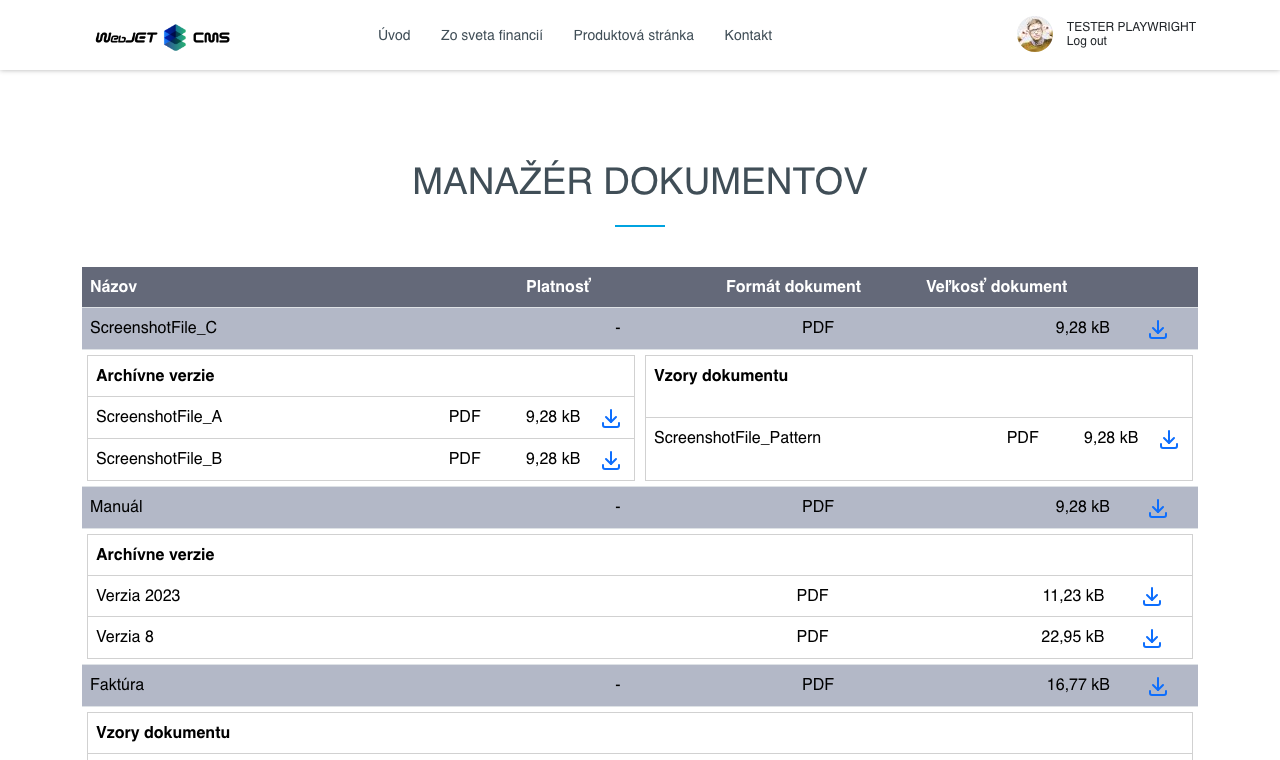 WebJET CMS
Úvod
Zo sveta financií
Produktová stránka
Kontakt
TESTER PLAYWRIGHT
Log out
MANAŽÉR DOKUMENTOV
Názov Platnosť Formát dokument Veľkosť dokument
ScreenshotFile_C - PDF 9,28 kB
Archívne verzie
ScreenshotFile_A PDF 9,28 kB
ScreenshotFile_B PDF 9,28 kB
Vzory dokumentu
ScreenshotFile_Pattern PDF 9,28 kB
Manuál - PDF 9,28 kB
Archívne verzie
Verzia 2023 PDF 11,23 kB
Verzia 8 PDF 22,95 kB
Faktúra - PDF 16,77 kB
Vzory dokumentu